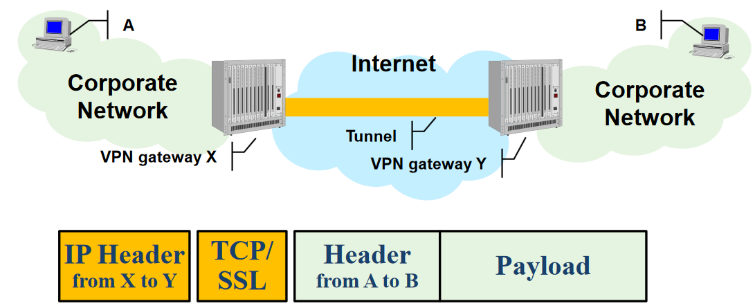 A
B
Internet
Corporate
Network
Corporate
Network
Tunnel
VPN gateway X
VPN gateway Y
IP Header
from X to Y
TCP/
SSL
Header
from A to B
Payload